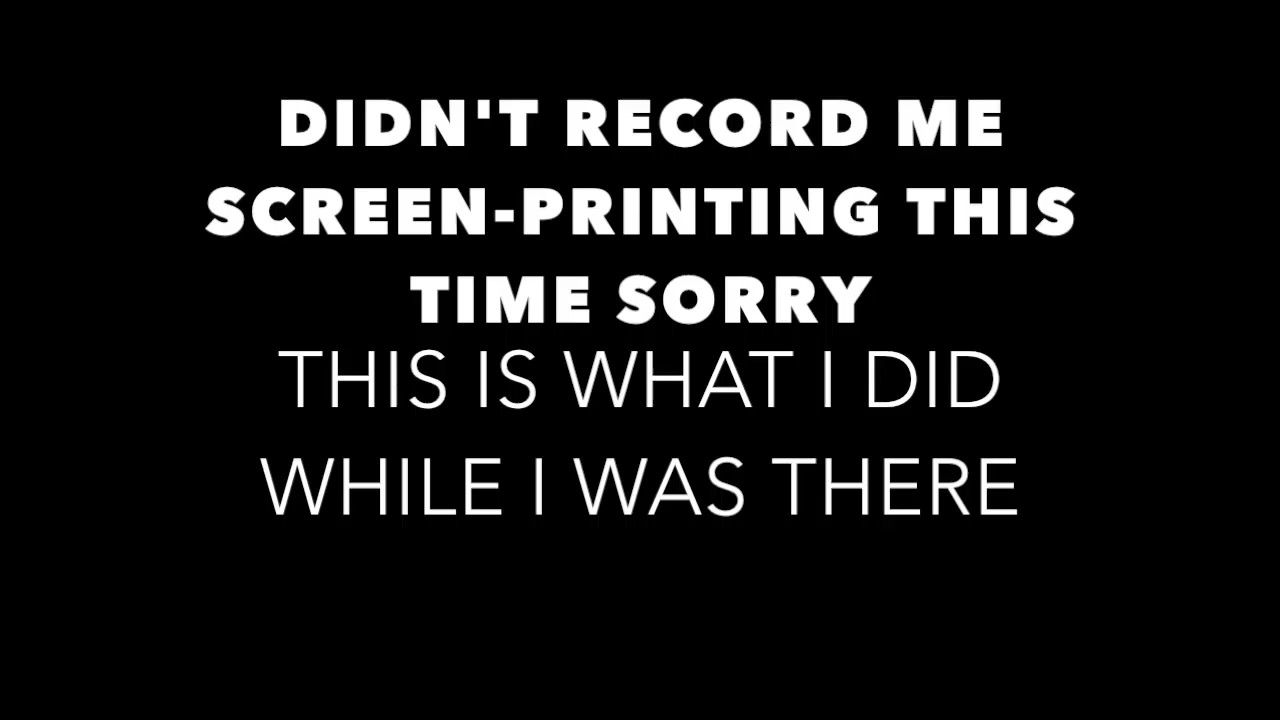 DIDN'T RECORD ME
SCREEN-PRINTING THIS
TIME SORRY
THIS IS WHAT I DID
WHILE I WAS THERE